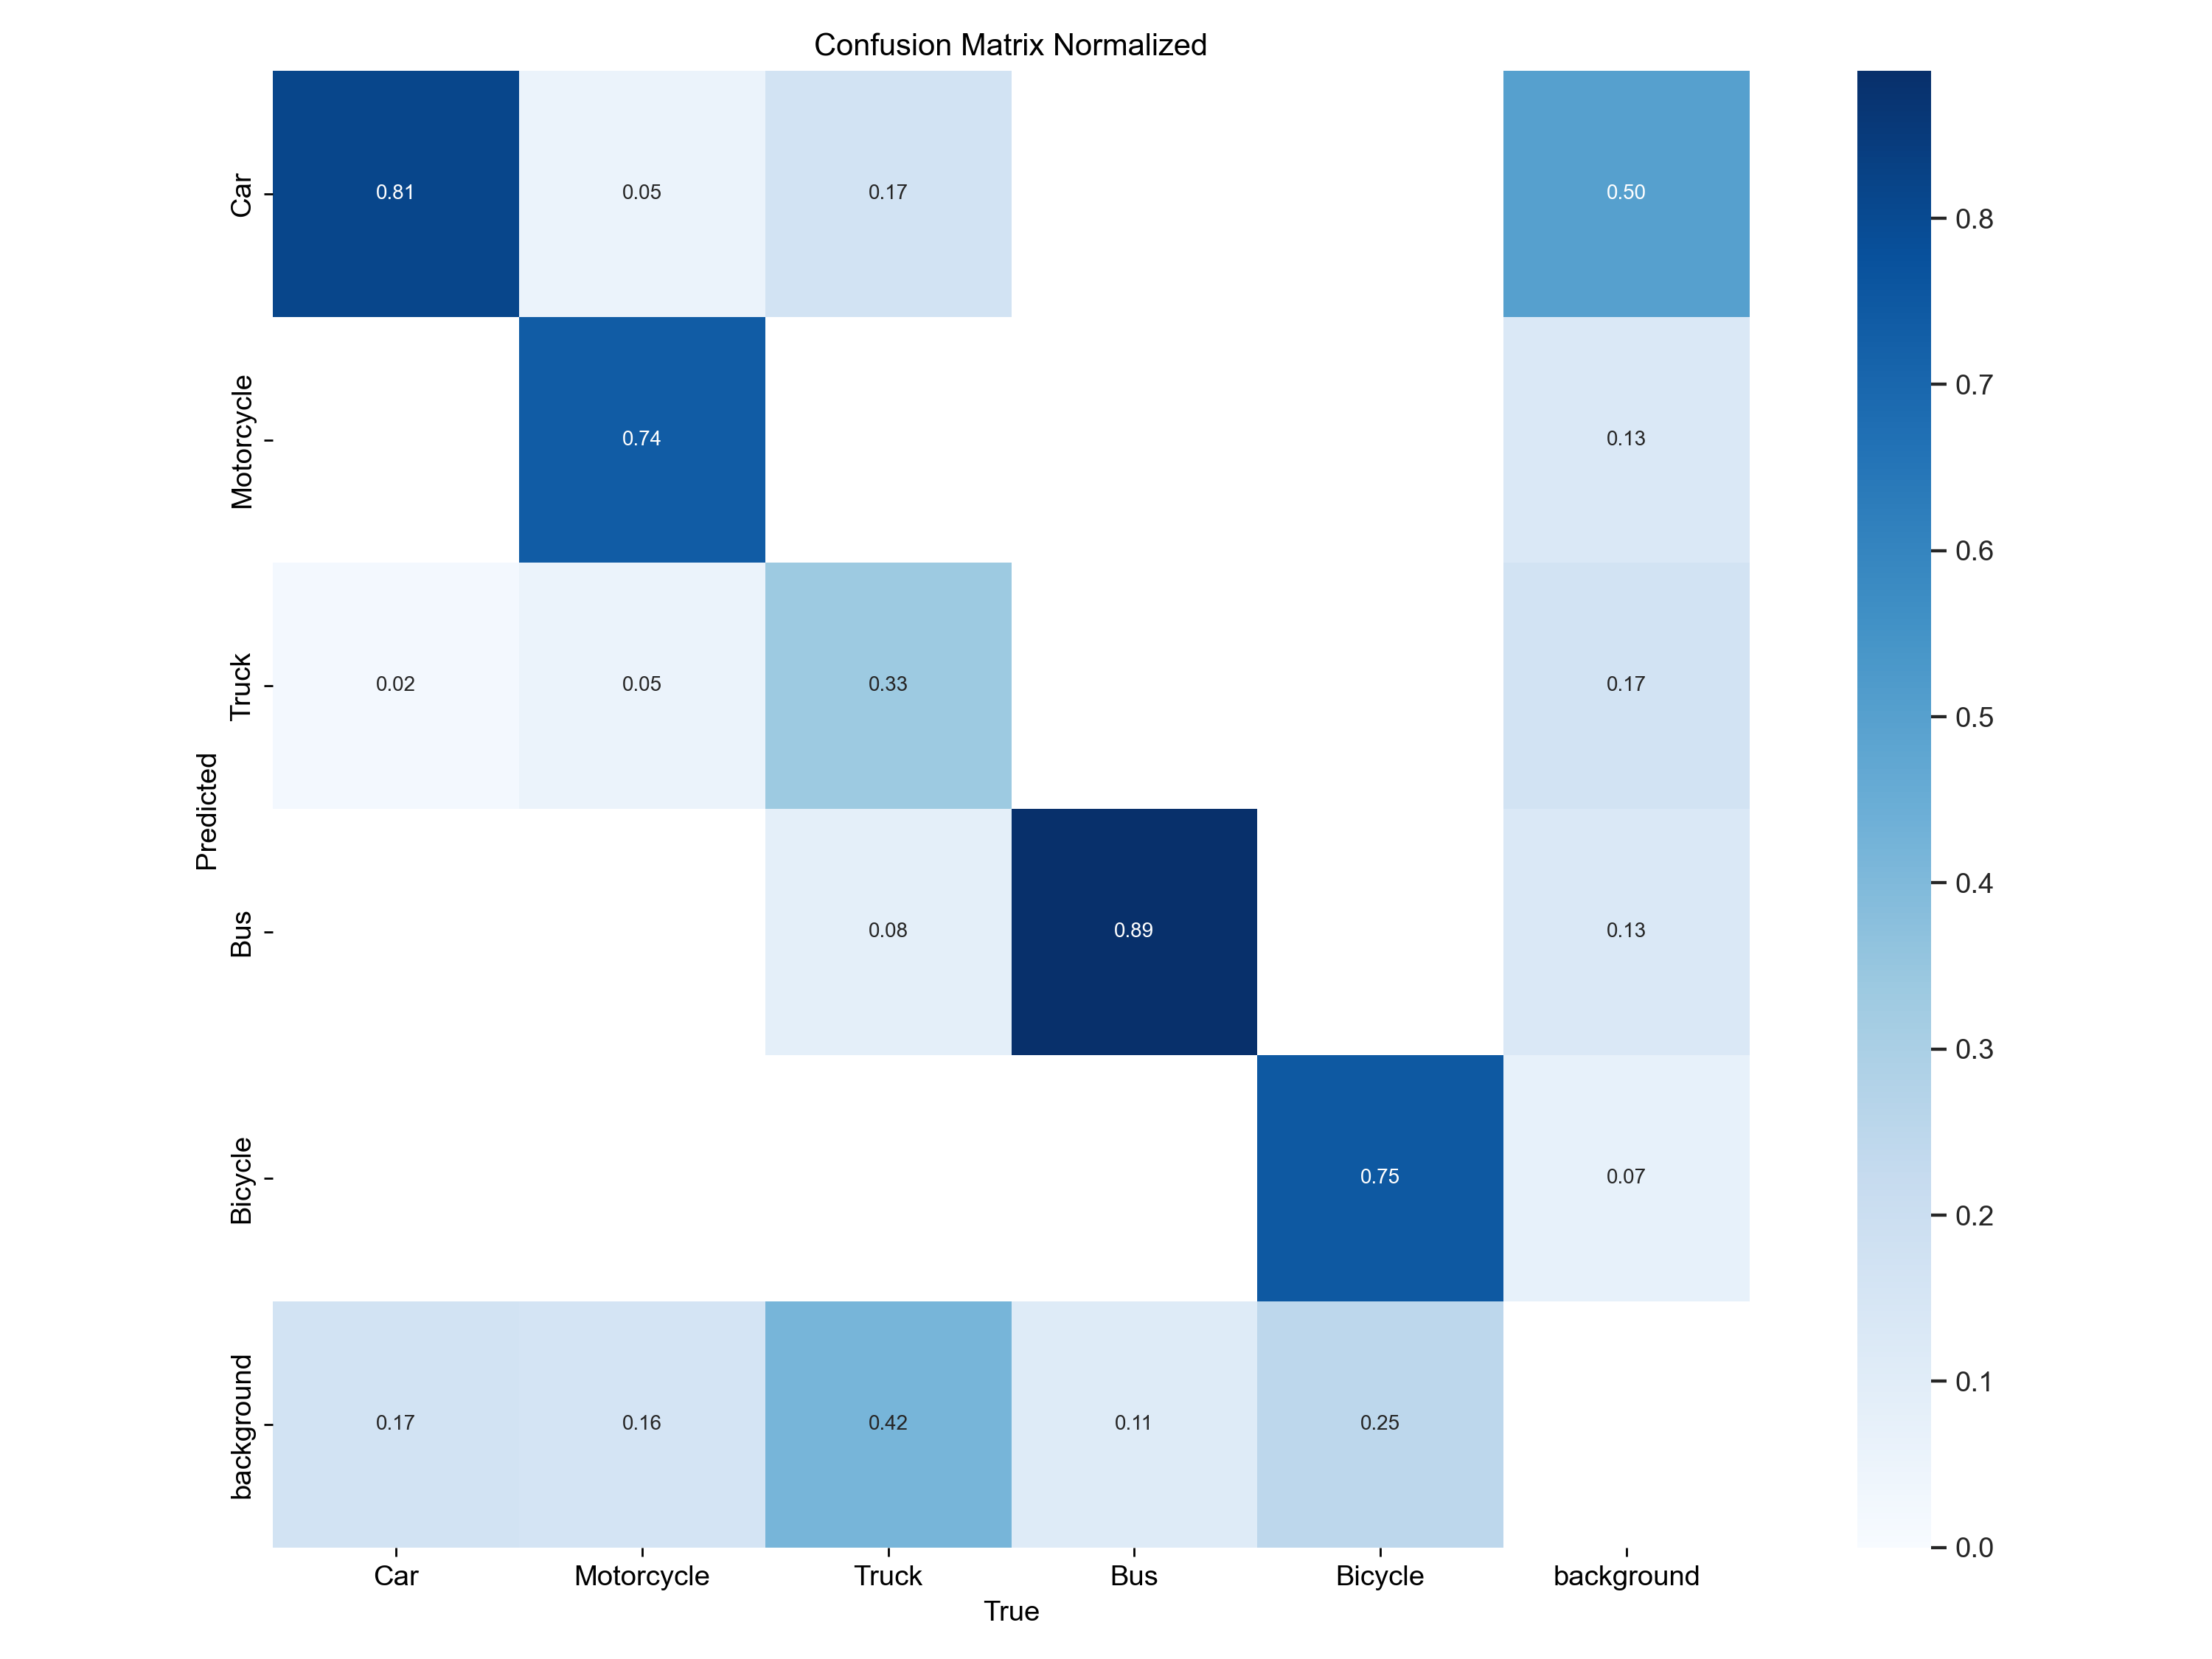 Confusion Matrix Normalized
Car
0.81
0.05
0.17
0.50
0.8
Motorcycle
0.74
0.13
0.7
0.6
Truck
0.02
0.05
0.33
0.17
0.5
Predicted
Bus
0.08
0.89
0.13
0.4
0.3
Bicycle
0.75
0.07
0.2
background
0.17
0.16
0.42
0.11
0.25
0.1
0.0
Car
Motorcycle
Truck
Bus
Bicycle
background
True